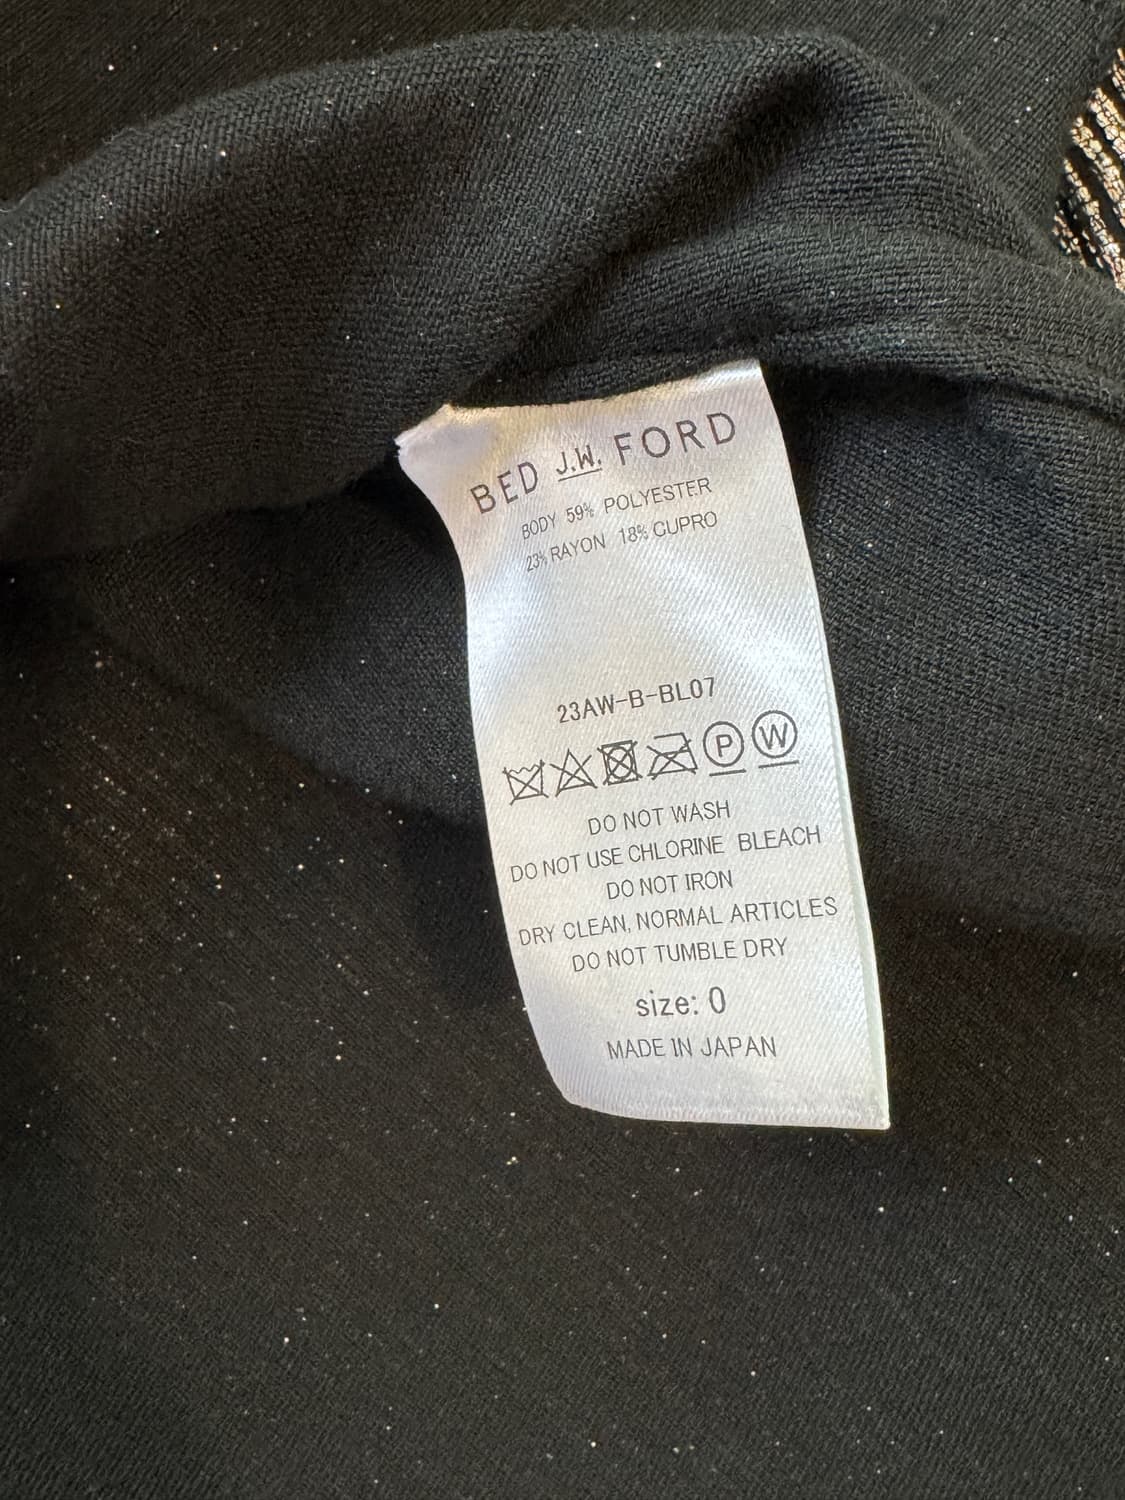 BED J.W. FORD
BODY 59% POLYESTER
23% RAYON 18% CUPRO
23AW-B-BL07
P W
DO NOT WASH
DO NOT USE CHLORINE BLEACH
DO NOT IRON
DRY CLEAN, NORMAL ARTICLES
DO NOT TUMBLE DRY
size: 0
MADE IN JAPAN